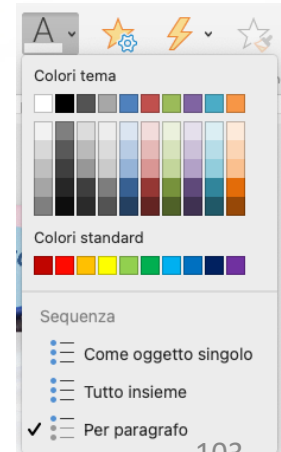 A
Colori tema
Colori standard
Sequenza
Come oggetto singolo
Tutto insieme
Per paragrafo